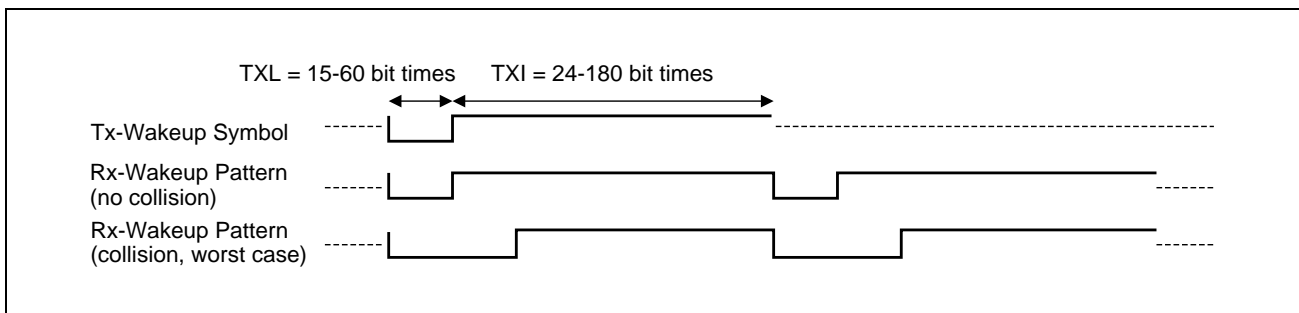 TXL = 15-60 bit times TXI = 24-180 bit times
Tx-Wakeup Symbol
Rx-Wakeup Pattern
(no collision)
Rx-Wakeup Pattern
(collision, worst case)